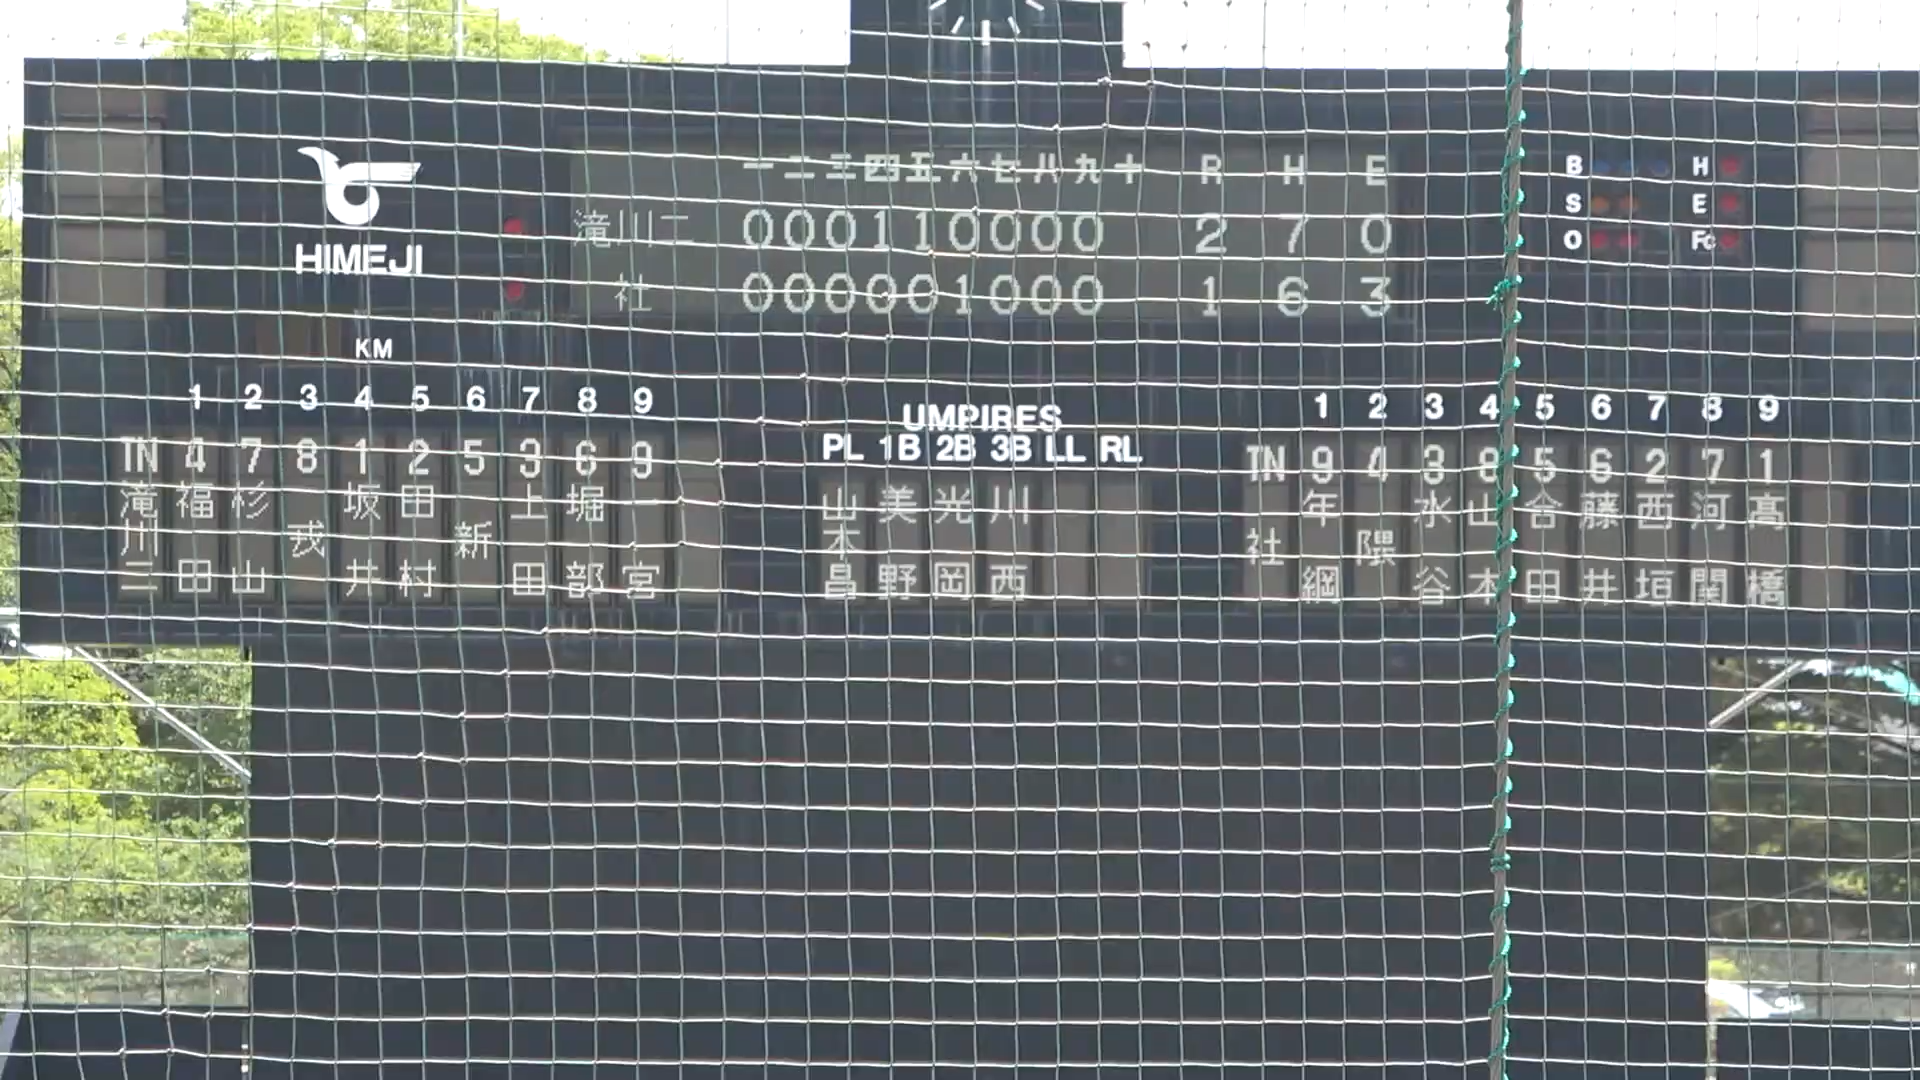 HIMEJI
一二三四五六七八九十 R H E
滝川二 000110000 2 7 0
社 000001000 1 6 3
B H
S E
O Fc
KM
1 2 3 4 5 6 7 8 9
IN 4 7 8 1 2 5 3 6 9
滝川二 福田 杉山 戎 坂井 田村 新 上田 堀部 一宮
UMPIRES
PL 1B 2B 3B LL RL
山木昌 美野 光岡 川西
1 2 3 4 5 6 7 8 9
IN 9 4 3 8 5 6 2 7 1
社 年綱 隈 水谷 山本 合田 藤井 西垣 河関 髙橋